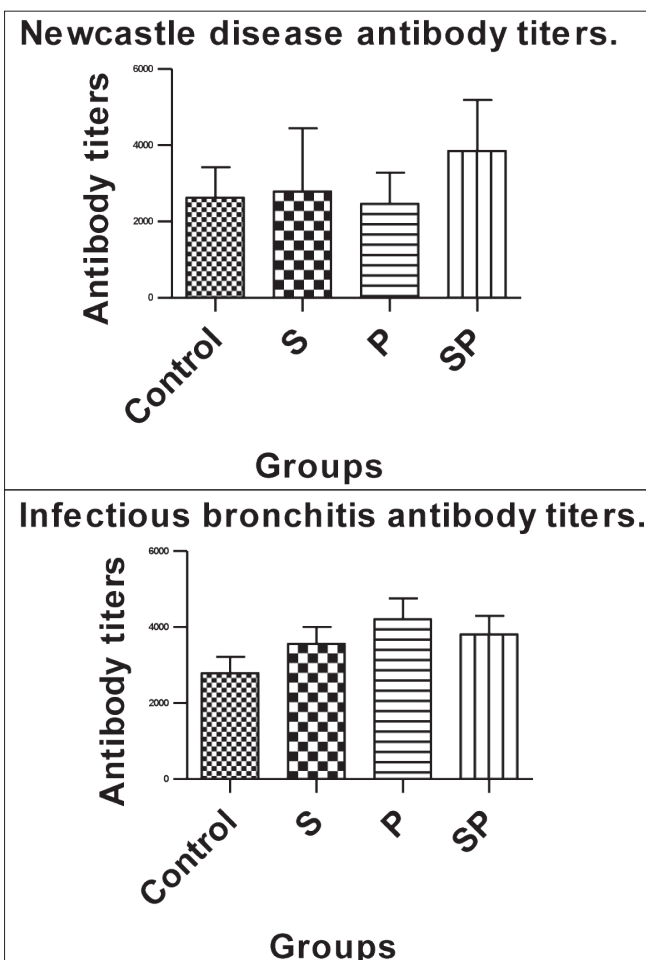 Newcastle disease antibody titers.
Antibody titers
6000
4000
2000
0
Control
S
P
SP
Groups
Infectious bronchitis antibody titers.
Antibody titers
6000
4000
2000
0
Control
S
P
SP
Groups